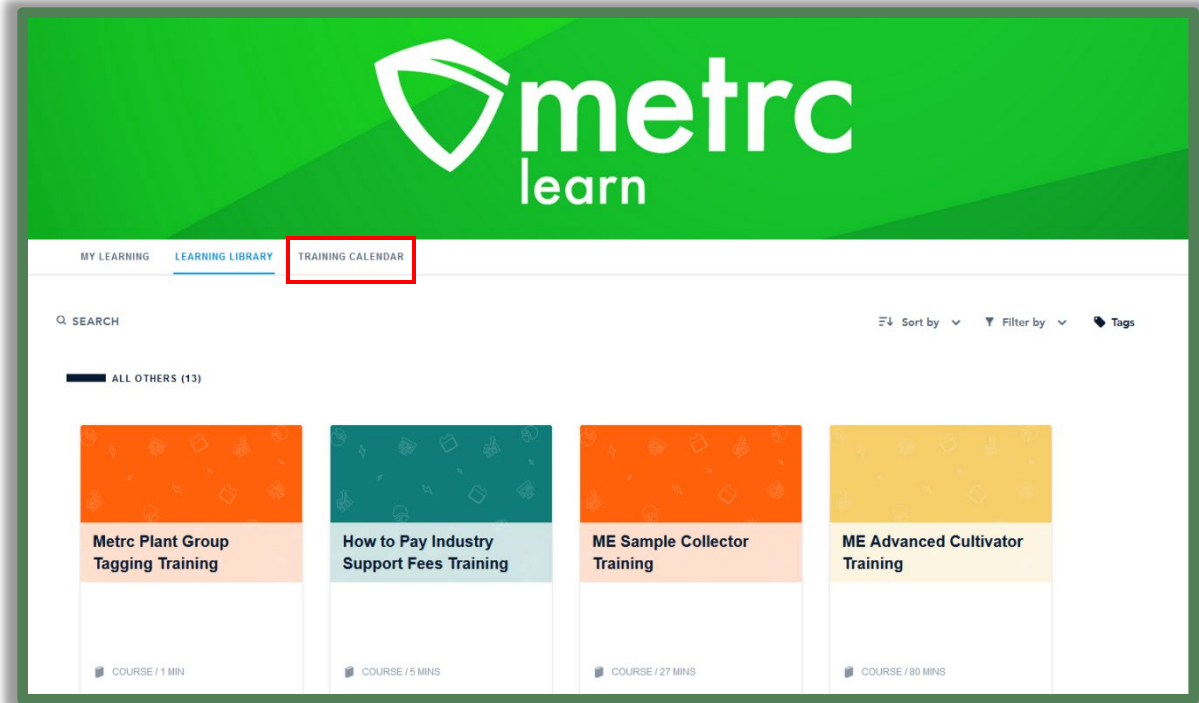 metrc
learn
MY LEARNING LEARNING LIBRARY TRAINING CALENDAR
SEARCH Sort by Filter by Tags
ALL OTHERS (13)
Metrc Plant Group
Tagging Training
COURSE / 1 MIN
How to Pay Industry
Support Fees Training
COURSE / 5 MINS
ME Sample Collector
Training
COURSE / 27 MINS
ME Advanced Cultivator
Training
COURSE / 80 MINS